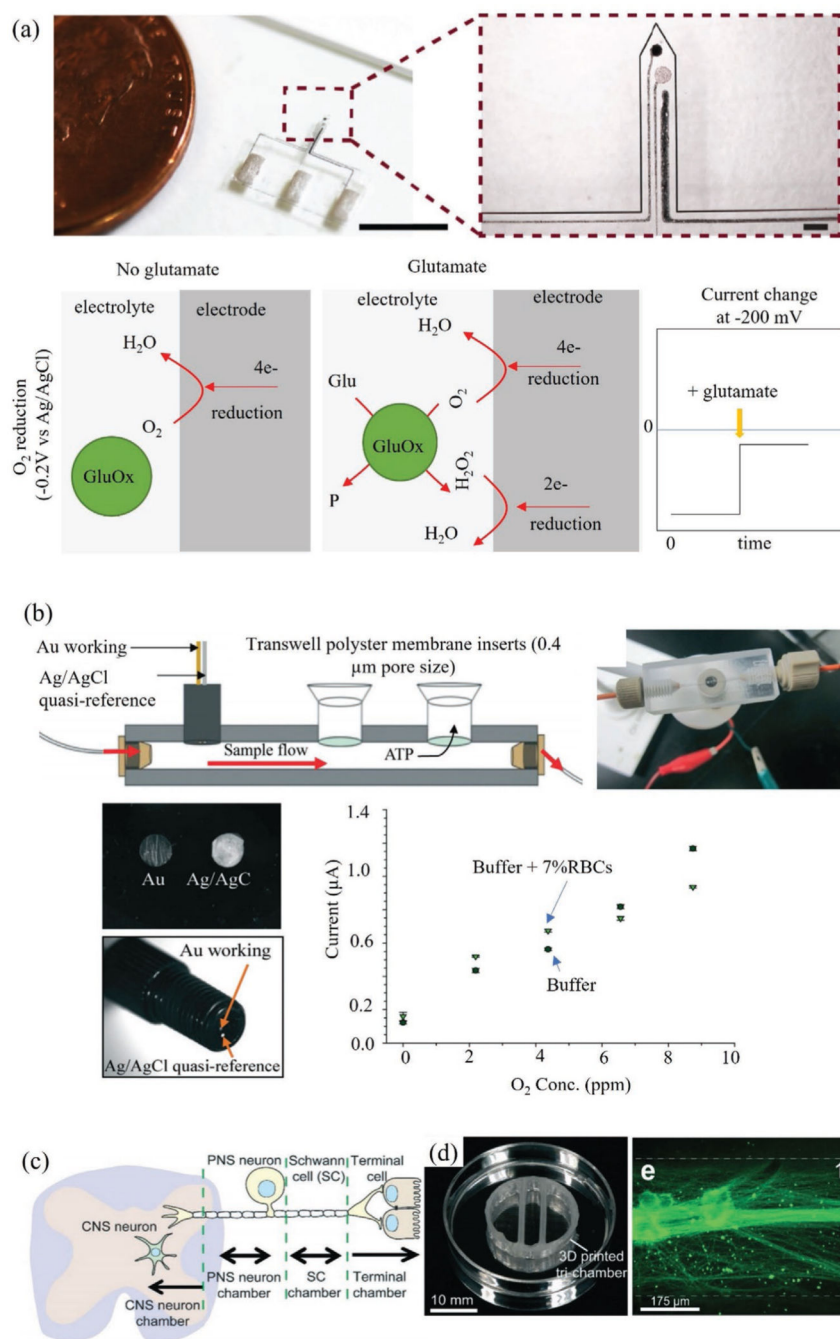 (a)
No glutamate
Glutamate
O2 reduction
(-0.2V vs Ag/AgCl)
electrolyte
electrode
H2O
4e-
reduction
O2
GluOx
electrolyte
electrode
H2O
4e-
reduction
Glu
O2
GluOx
P
H2O2
2e-
reduction
H2O
Current change
at -200 mV
+ glutamate
0
0
time
(b)
Au working
Ag/AgCl
quasi-reference
Transwell polyster membrane inserts (0.4
µm pore size)
Sample flow
ATP
Au
Ag/AgC
Au working
Ag/AgCl quasi-reference
Current (µA)
1.4
1.0
0.6
0.2
0.0
Buffer + 7%RBCs
Buffer
0
2
4
6
8
10
O2 Conc. (ppm)
(c)
PNS neuron
Schwann
cell (SC)
Terminal
cell
CNS neuron
CNS neuron
chamber
PNS neuron
chamber
SC
chamber
Terminal
chamber
(d)
3D printed
tri-chamber
10 mm
e
175 µm